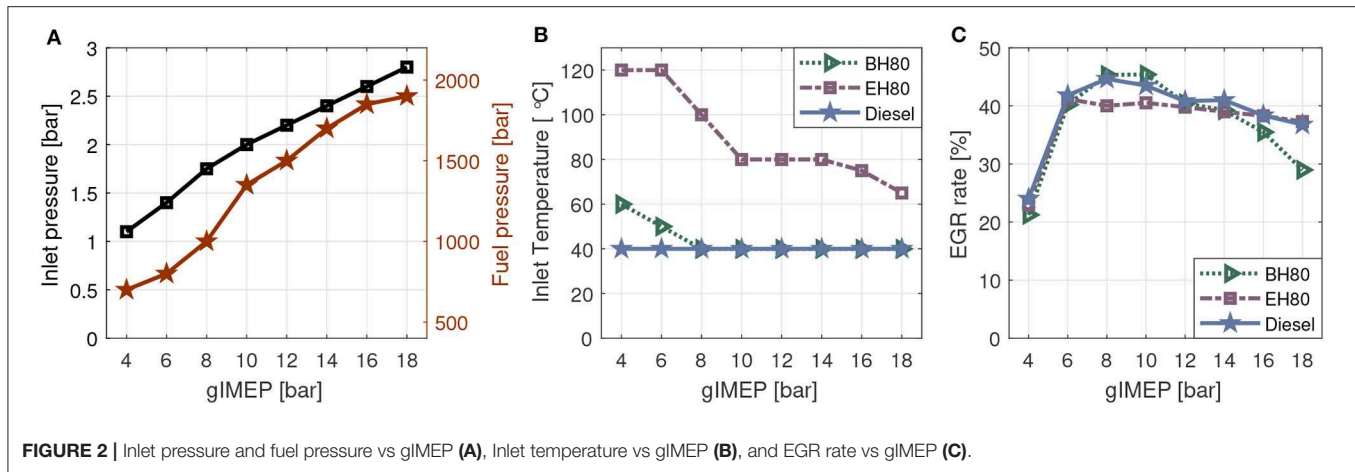 A
3
2.5
2
1.5
1
0.5
0
Inlet pressure [bar]
2000
1500
1000
500
Fuel pressure [bar]
4 6 8 10 12 14 16 18
gIMEP [bar]
B
120
100
80
60
40
20
0
Inlet Temperature [ °C]
BH80
EH80
Diesel
4 6 8 10 12 14 16 18
gIMEP [bar]
C
50
40
30
20
10
0
EGR rate [%]
BH80
EH80
Diesel
4 6 8 10 12 14 16 18
gIMEP [bar]
FIGURE 2 | Inlet pressure and fuel pressure vs gIMEP (A), Inlet temperature vs gIMEP (B), and EGR rate vs gIMEP (C).